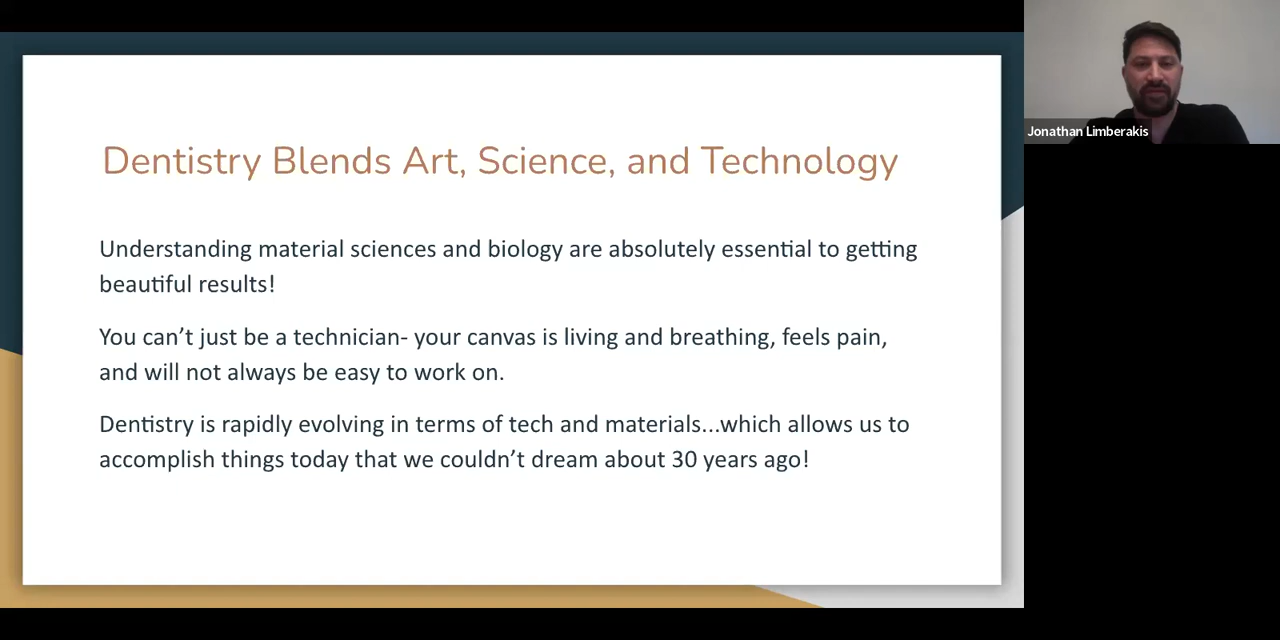 Dentistry Blends Art, Science, and Technology
Understanding material sciences and biology are absolutely essential to getting
beautiful results!
You can’t just be a technician- your canvas is living and breathing, feels pain,
and will not always be easy to work on.
Dentistry is rapidly evolving in terms of tech and materials...which allows us to
accomplish things today that we couldn’t dream about 30 years ago!
Jonathan Limberakis